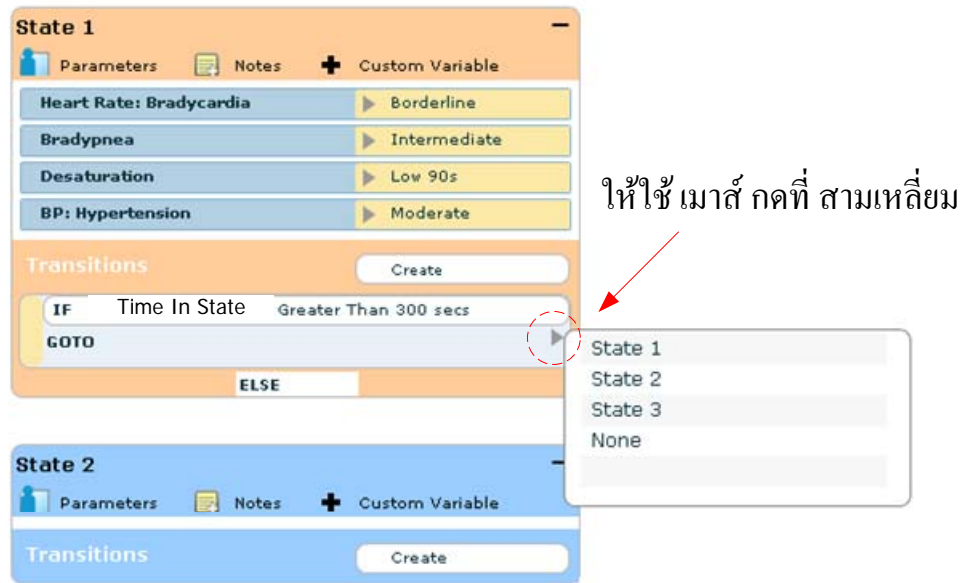 State 1
Parameters Notes Custom Variable
Heart Rate: Bradycardia Borderline
Bradypnea Intermediate
Desaturation Low 90s
BP: Hypertension Moderate
ให้ใช้ เมาส์ กดที่ สามเหลี่ยม
Transitions Create
IF Time In State Greater Than 300 secs
GOTO
ELSE
State 1
State 2
State 3
None
State 2
Parameters Notes Custom Variable
Transitions Create